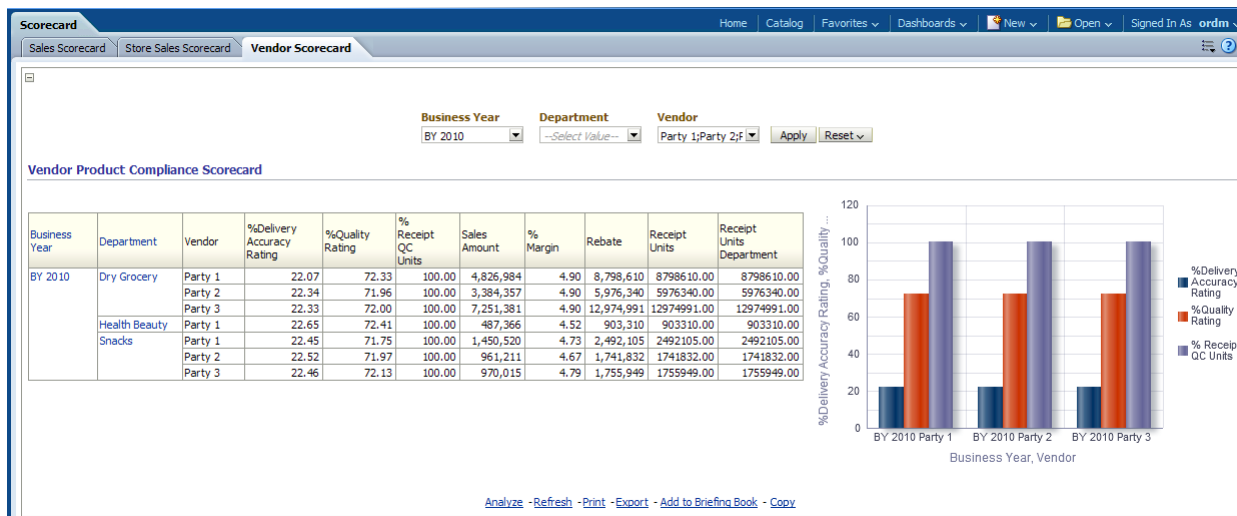 Scorecard
Home Catalog Favorites Dashboards New Open Signed In As ordm
Sales Scorecard Store Sales Scorecard Vendor Scorecard
Business Year Department Vendor
BY 2010 --Select Value-- Party 1;Party 2;F Apply Reset
Vendor Product Compliance Scorecard
Business Year Department Vendor %Delivery Accuracy Rating %Quality Rating % Receipt QC Units Sales Amount % Margin Rebate Receipt Units Receipt Units Department
BY 2010 Dry Grocery Party 1 22.07 72.33 100.00 4,826,984 4.90 8,798,610 8798610.00 8798610.00
Party 2 22.34 71.96 100.00 3,384,357 4.90 5,976,340 5976340.00 5976340.00
Party 3 22.33 72.00 100.00 7,251,381 4.90 12,974,991 12974991.00 12974991.00
Health Beauty Party 1 22.65 72.41 100.00 487,366 4.52 903,310 903310.00 903310.00
Snacks Party 1 22.45 71.75 100.00 1,450,520 4.73 2,492,105 2492105.00 2492105.00
Party 2 22.52 71.97 100.00 961,211 4.67 1,741,832 1741832.00 1741832.00
Party 3 22.46 72.13 100.00 970,015 4.79 1,755,949 1755949.00 1755949.00
%Delivery Accuracy Rating, %Quality ...
120
100
80
60
40
20
0
BY 2010 Party 1 BY 2010 Party 2 BY 2010 Party 3
Business Year, Vendor
%Delivery
Accuracy
Rating
%Quality
Rating
% Receip
QC Units
Analyze - Refresh - Print - Export - Add to Briefing Book - Copy